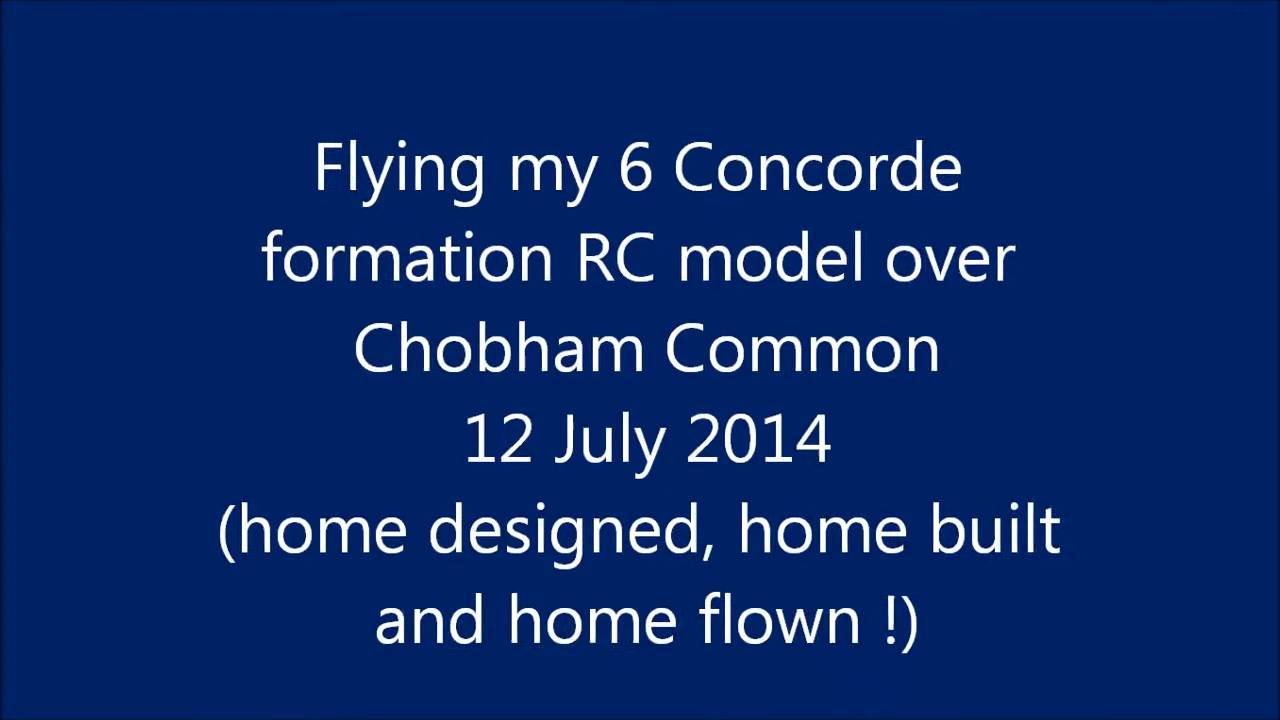 Flying my 6 Concorde
formation RC model over
Chobham Common
12 July 2014
(home designed, home built
and home flown !)